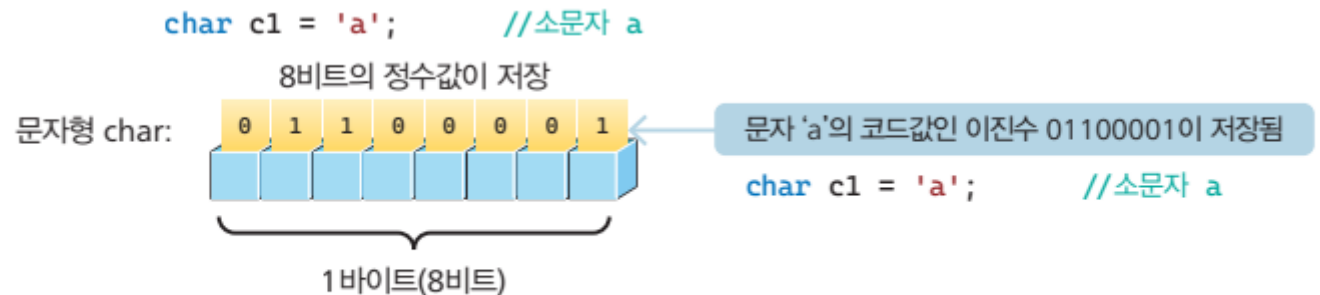 char c1 = 'a'; //소문자 a
8비트의 정수값이 저장
문자형 char: 0 1 1 0 0 0 0 1
문자 ‘a’의 코드값인 이진수 01100001이 저장됨
char c1 = 'a'; //소문자 a
1바이트(8비트)